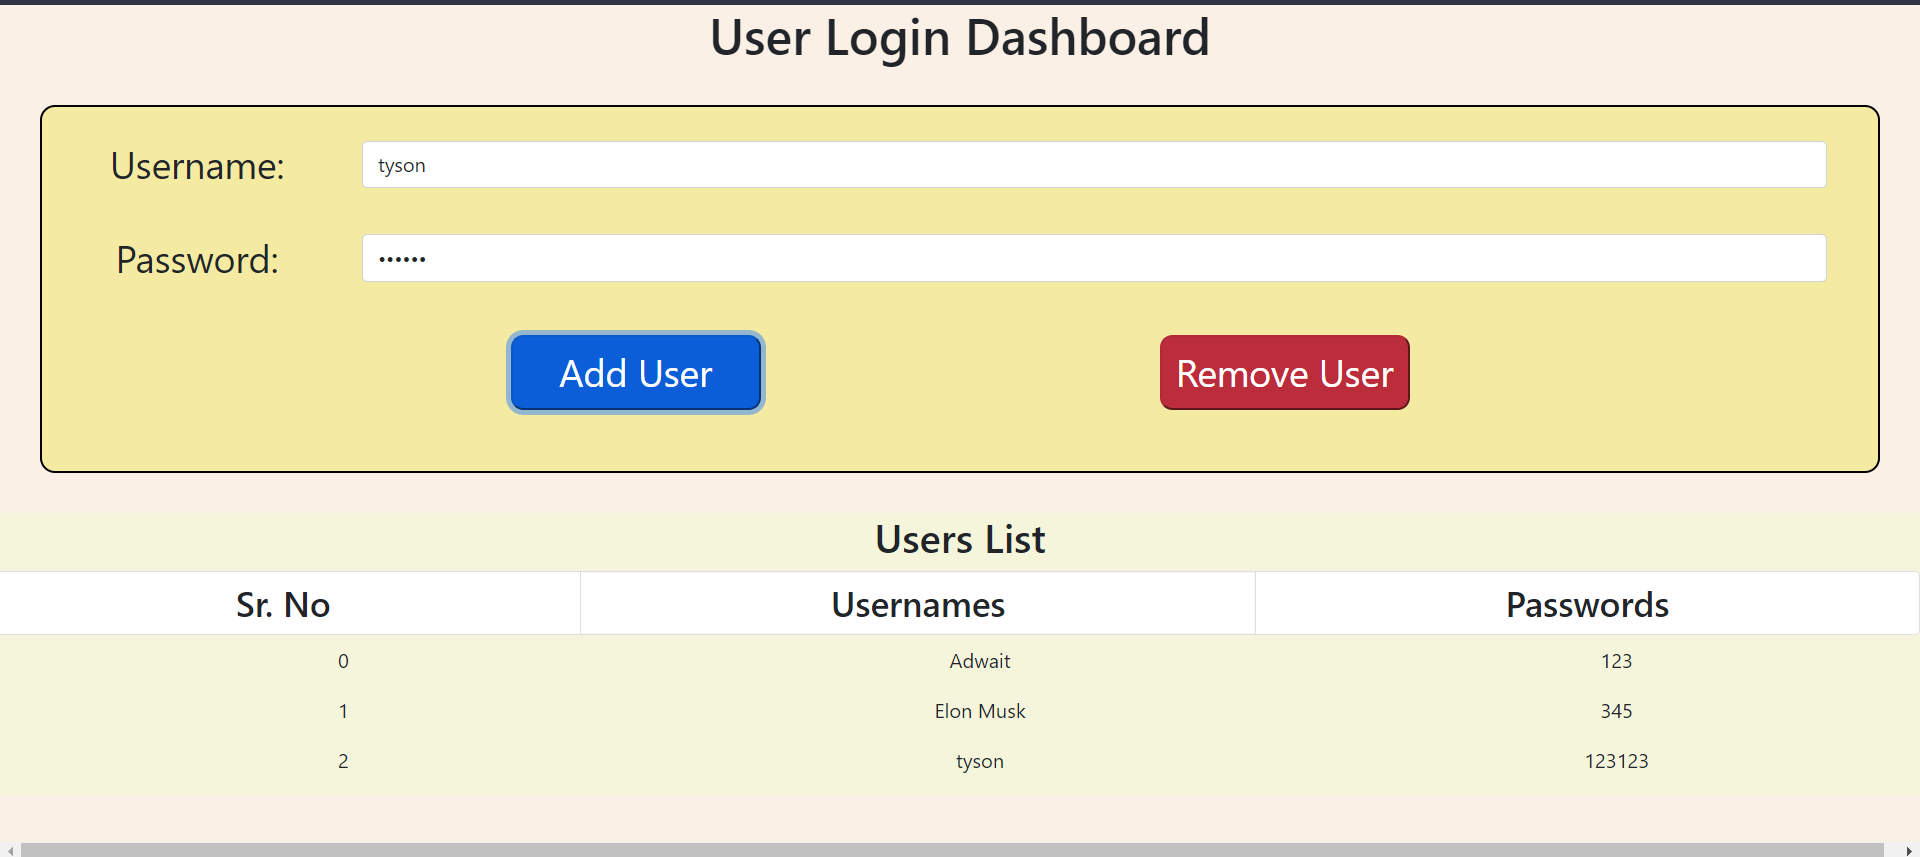 User Login Dashboard
Username: tyson
Password: ••••••
Add User Remove User
Users List
Sr. No Usernames Passwords
0 Adwait 123
1 Elon Musk 345
2 tyson 123123